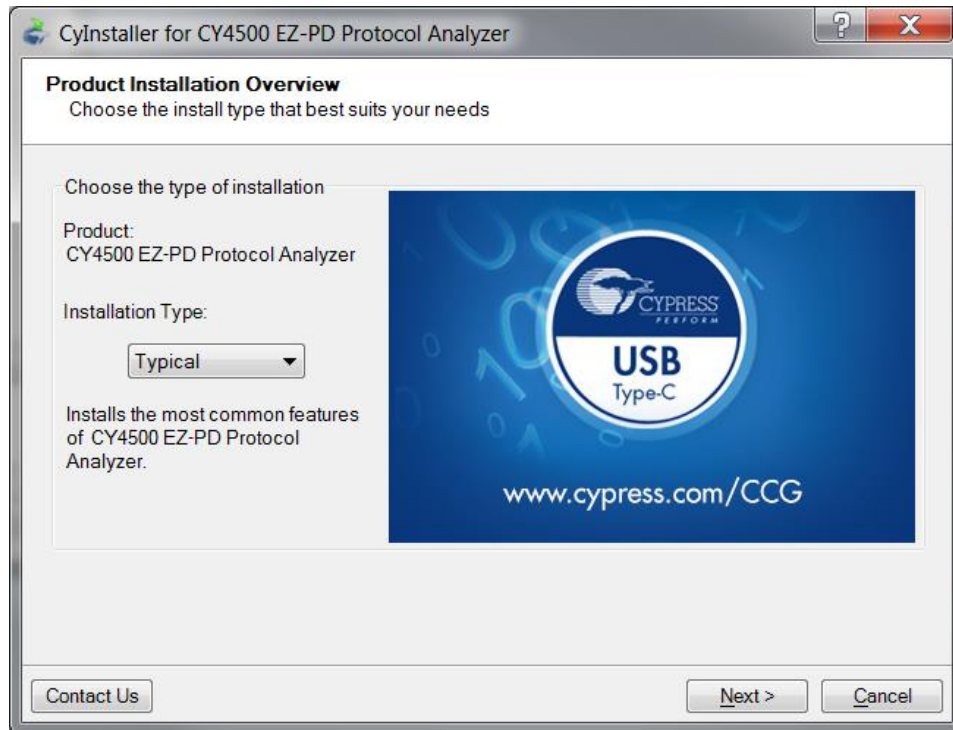 CyInstaller for CY4500 EZ-PD Protocol Analyzer
Product Installation Overview
Choose the install type that best suits your needs
Choose the type of installation
Product:
CY4500 EZ-PD Protocol Analyzer
Installation Type:
Typical
Installs the most common features
of CY4500 EZ-PD Protocol
Analyzer.
CYPRESS
PERFORM
USB
Type-C
www.cypress.com/CCG
Contact Us
Next >
Cancel